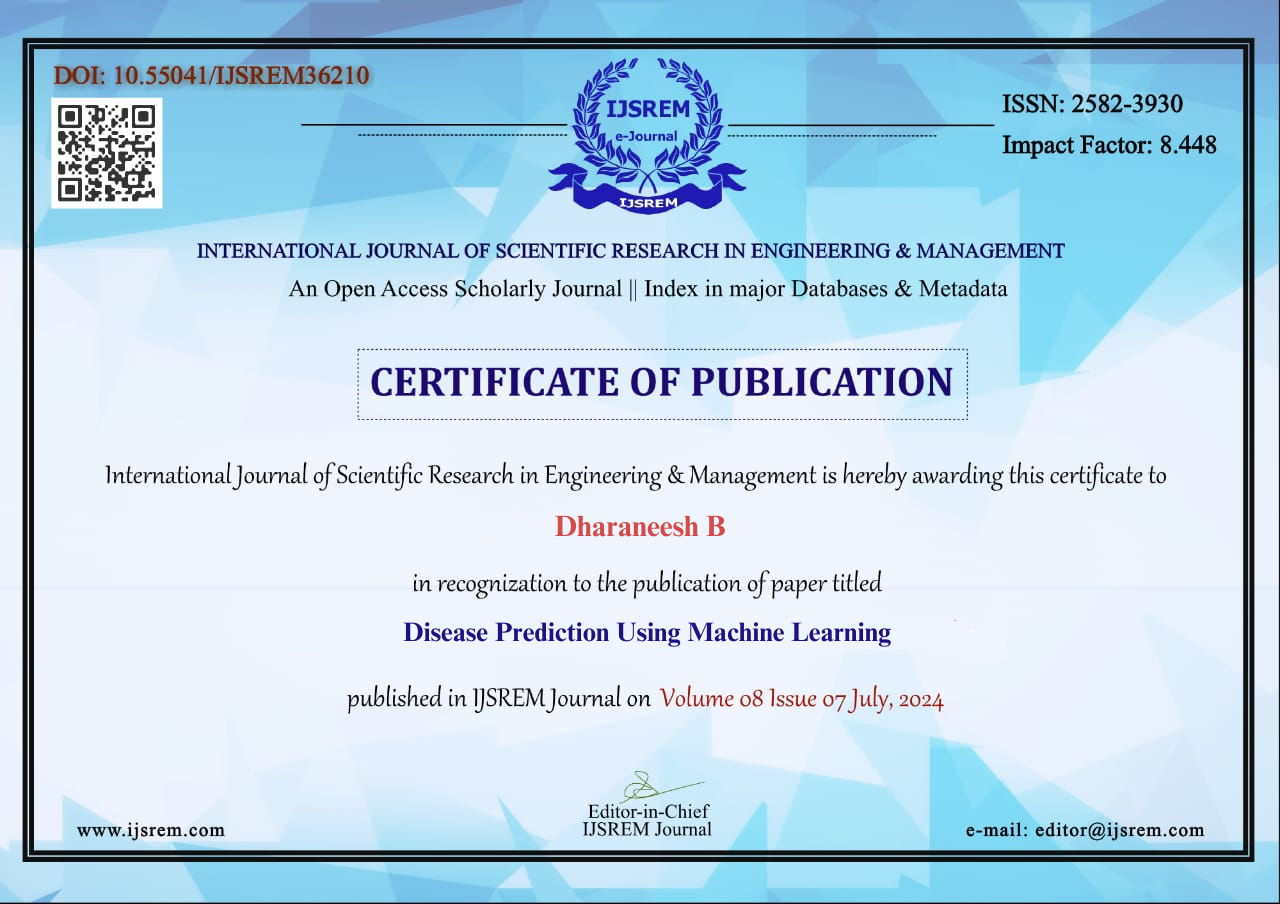 DOI: 10.55041/IJSREM36210
IJSREM
e-Journal
IJSREM
ISSN: 2582-3930
Impact Factor: 8.448
INTERNATIONAL JOURNAL OF SCIENTIFIC RESEARCH IN ENGINEERING & MANAGEMENT
An Open Access Scholarly Journal || Index in major Databases & Metadata
CERTIFICATE OF PUBLICATION
International Journal of Scientific Research in Engineering & Management is hereby awarding this certificate to
Dharaneesh B
in recognization to the publication of paper titled
Disease Prediction Using Machine Learning
published in IJSREM Journal on Volume 08 Issue 07 July, 2024
Editor-in-Chief
IJSREM Journal
www.ijsrem.com
e-mail: editor@ijsrem.com